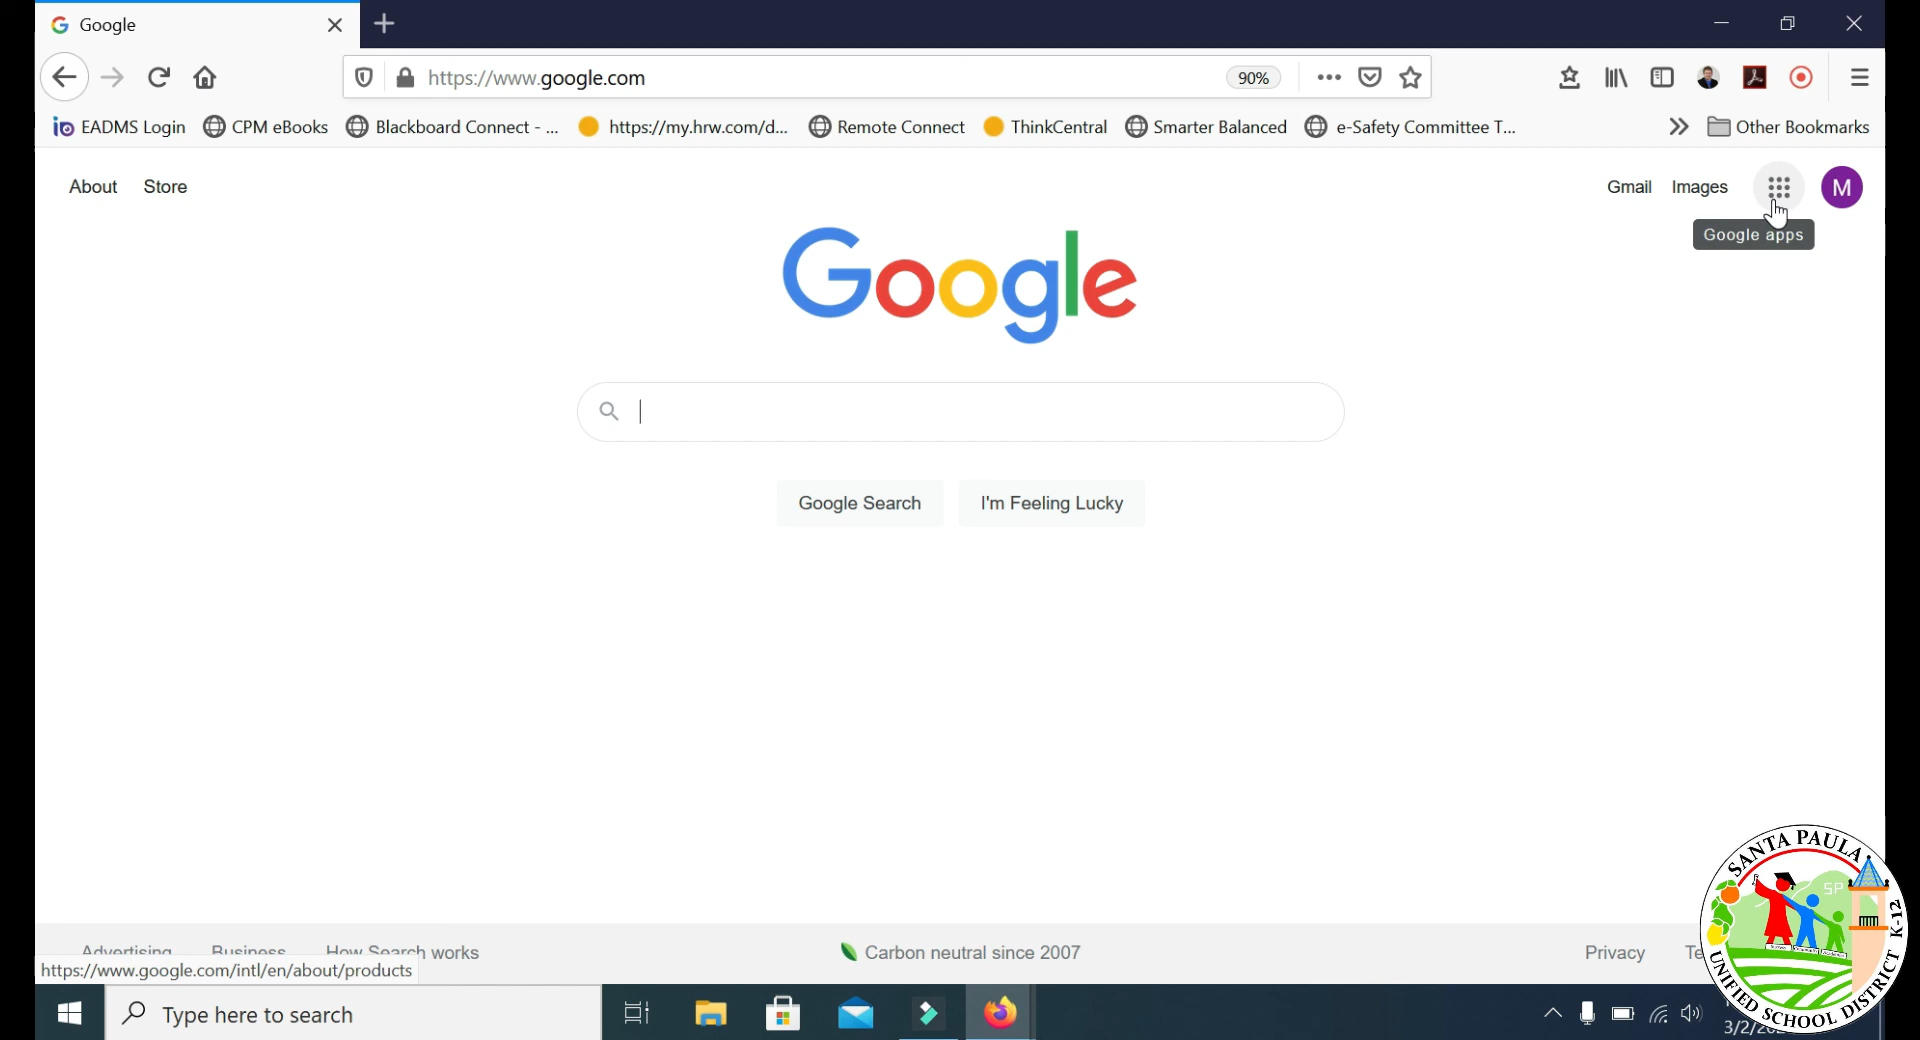 Google
https://www.google.com
90%
EADMS Login
CPM eBooks
Blackboard Connect - ...
https://my.hrw.com/d...
Remote Connect
ThinkCentral
Smarter Balanced
e-Safety Committee T...
Other Bookmarks
About
Store
Gmail
Images
M
Google apps
Google
Google Search
I'm Feeling Lucky
Advertising
Business
How Search works
Carbon neutral since 2007
Privacy
https://www.google.com/intl/en/about/products
Type here to search
SANTA PAULA
UNIFIED SCHOOL DISTRICT K-12
SP